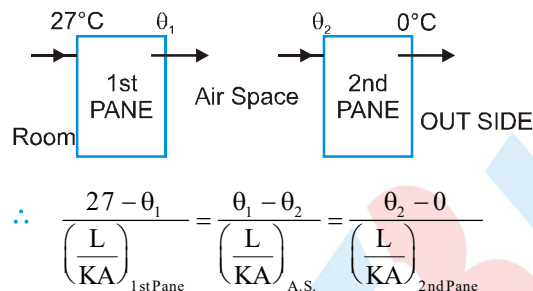 27°C θ₁ θ₂ 0°C
1st PANE
Air Space
2nd PANE
Room
OUT SIDE
∴ (27 − θ₁)/(L/KA)₁ₛₜ Pane = (θ₁ − θ₂)/(L/KA)A.S. = (θ₂ − 0)/(L/KA)2nd Pane